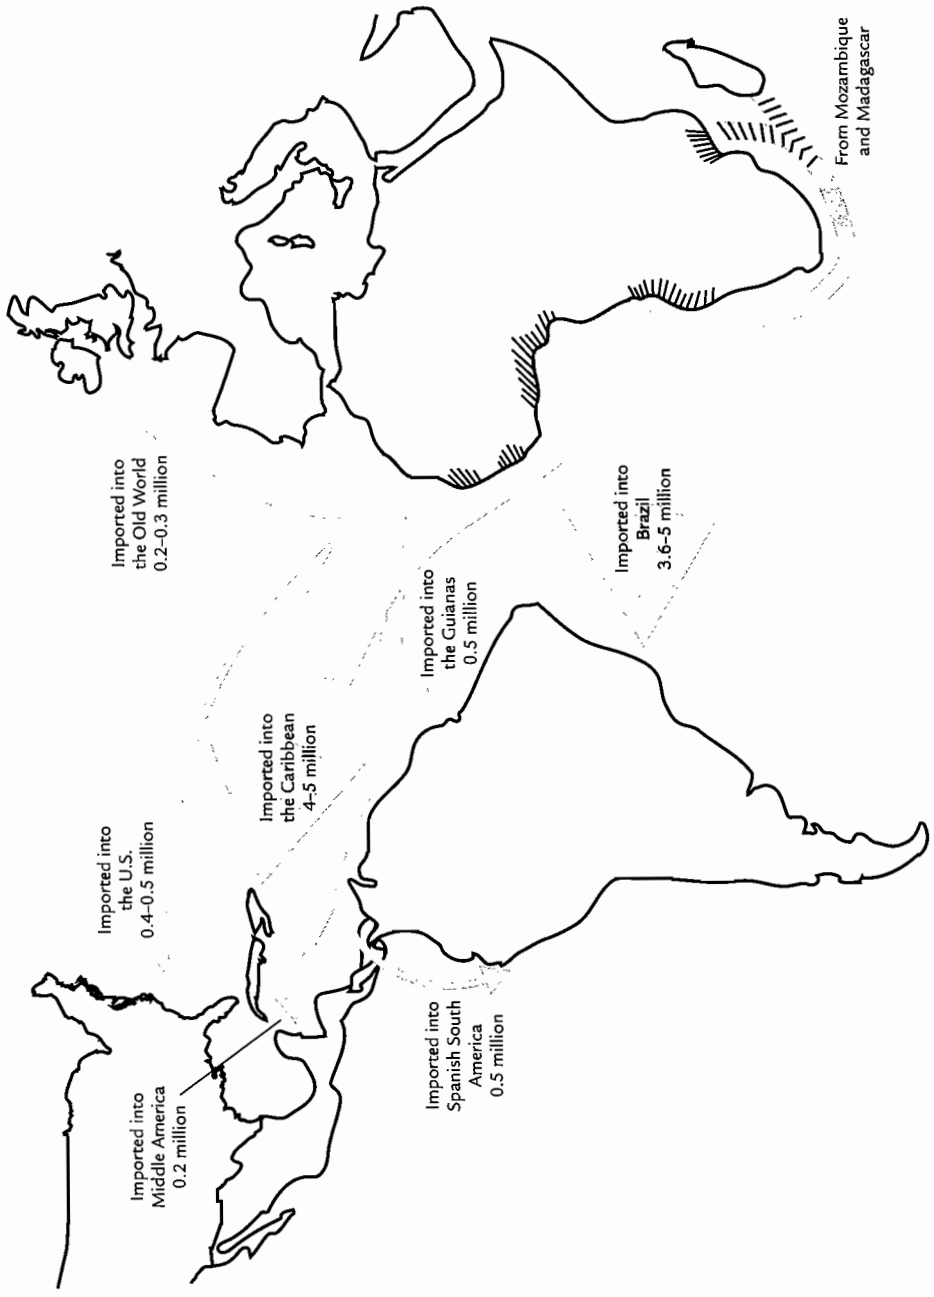 Imported into
the U.S.
0.4–0.5 million
Imported into
Middle America
0.2 million
Imported into
the Caribbean
4–5 million
Imported into
the Old World
0.2–0.3 million
Imported into
the Guianas
0.5 million
Imported into
Spanish South
America
0.5 million
Imported into
Brazil
3.6–5 million
From Mozambique
and Madagascar